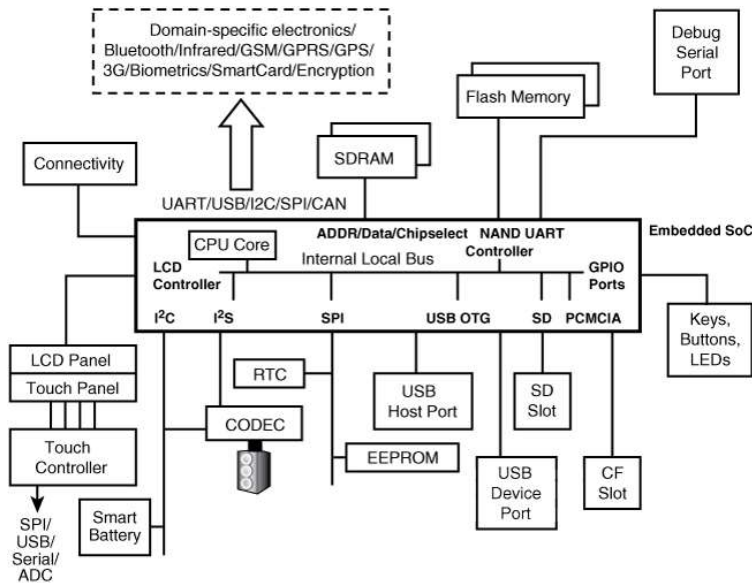 Domain-specific electronics/
Bluetooth/Infrared/GSM/GPRS/GPS/
3G/Biometrics/SmartCard/Encryption
Debug
Serial
Port
Flash Memory
SDRAM
Connectivity
UART/USB/I2C/SPI/CAN
ADDR/Data/Chipselect
NAND UART
Controller
Embedded SoC
CPU Core
Internal Local Bus
LCD
Controller
GPIO
Ports
I²C
I²S
SPI
USB OTG
SD
PCMCIA
Keys,
Buttons,
LEDs
LCD Panel
Touch Panel
RTC
USB
Host Port
SD
Slot
CODEC
Touch
Controller
EEPROM
USB
Device
Port
CF
Slot
Smart
Battery
SPI/
USB/
Serial/
ADC